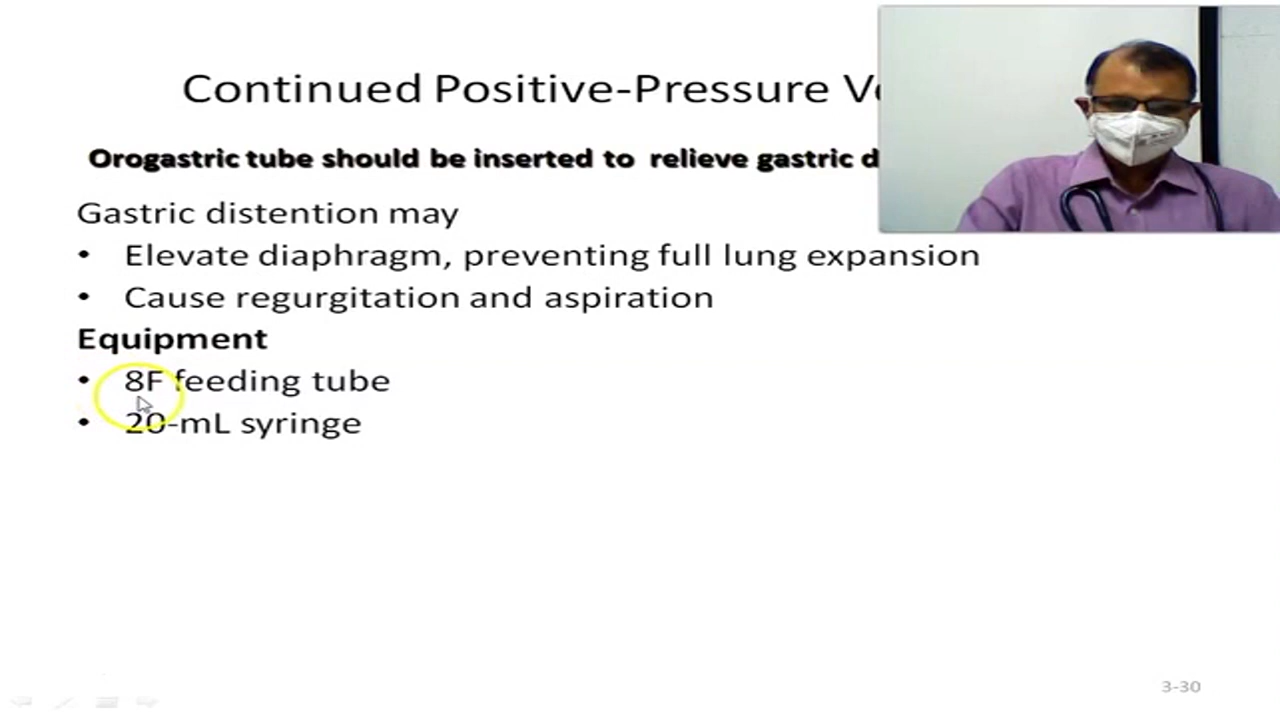 Continued Positive-Pressure
Orogastric tube should be inserted to relieve gastric
Gastric distention may
• Elevate diaphragm, preventing full lung expansion
• Cause regurgitation and aspiration
Equipment
• 8F feeding tube
• 20-mL syringe
3-30